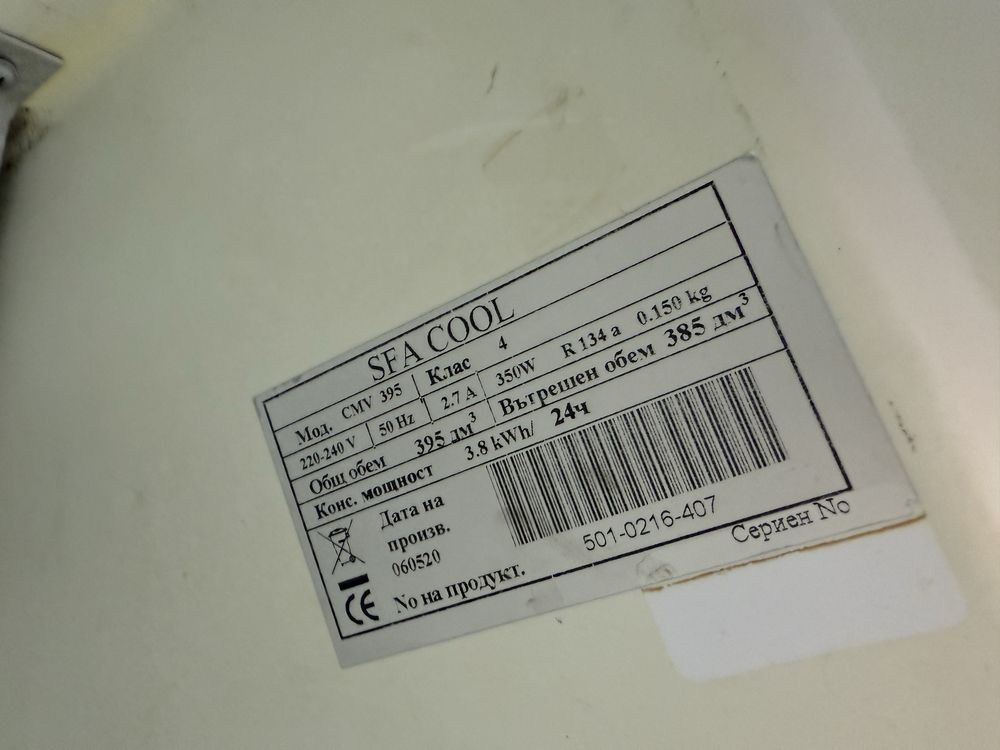 SFA COOL
Мод. CMV 395 Клас 4
220-240 V 50 Hz 2.7 A 350W R 134 a 0.150 kg
Общ обем 395 дм³ Вътрешен обем 385 дм³
Конс. мощност 3.8 kWh/ 24ч
Дата на
произв.
060520
501-0216-407
CE No на продукт. Сериен No